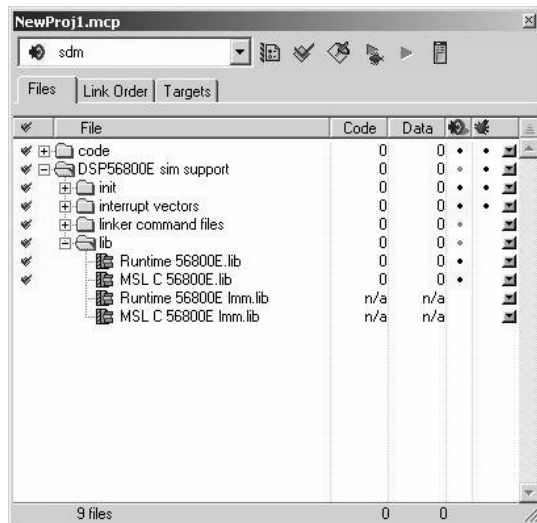 NewProj1.mcp
sdm
Files Link Order Targets
File Code Data
code 0 0
DSP56800E sim support 0 0
init 0 0
interrupt vectors 0 0
linker command files 0 0
lib 0 0
Runtime 56800E.lib 0 0
MSL C 56800E.lib 0 0
Runtime 56800E lmm.lib n/a n/a
MSL C 56800E lmm.lib n/a n/a
9 files 0 0